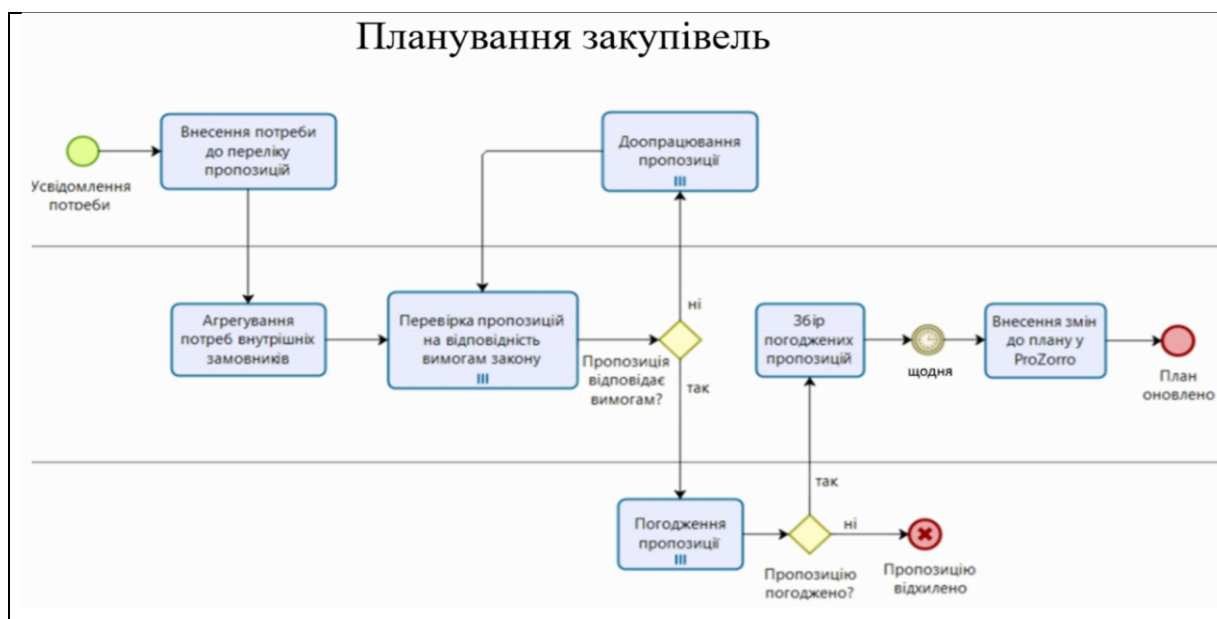 Планування закупівель
Внесення потреби
до переліку
пропозицій
Доопрацювання
пропозиції
Усвідомлення
потреби
ні
Агрегування
потреб внутрішніх
замовників
Перевірка пропозицій
на відповідність
вимогам закону
Пропозиція
відповідає
вимогам?
так
Збір
погоджених
пропозицій
щодня
Внесення змін
до плану у
ProZorro
План
оновлено
Погодження
пропозиції
так
ні
Пропозицію
погоджено?
Пропозицію
відхилено